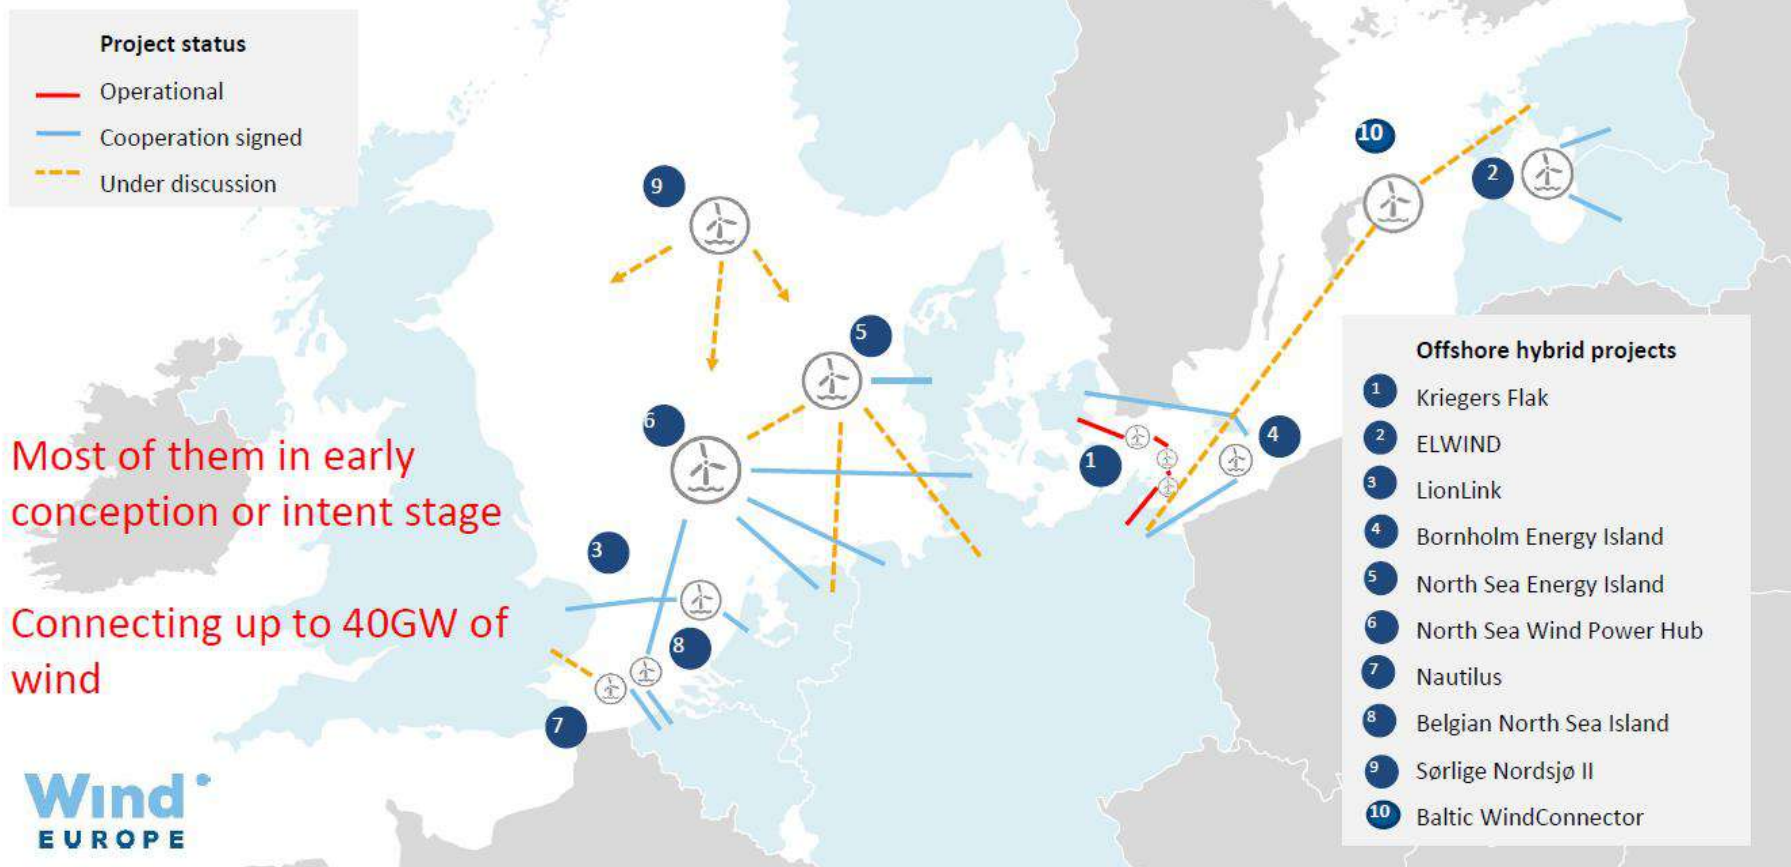 Project status
Operational
Cooperation signed
Under discussion
10
2
9
5
6
4
1
Most of them in early
conception or intent stage
3
Connecting up to 40GW of
wind
8
7
Wind
EUROPE
Offshore hybrid projects
1 Kriegers Flak
2 ELWIND
3 LionLink
4 Bornholm Energy Island
5 North Sea Energy Island
6 North Sea Wind Power Hub
7 Nautilus
8 Belgian North Sea Island
9 Sørlige Nordsjø II
10 Baltic WindConnector